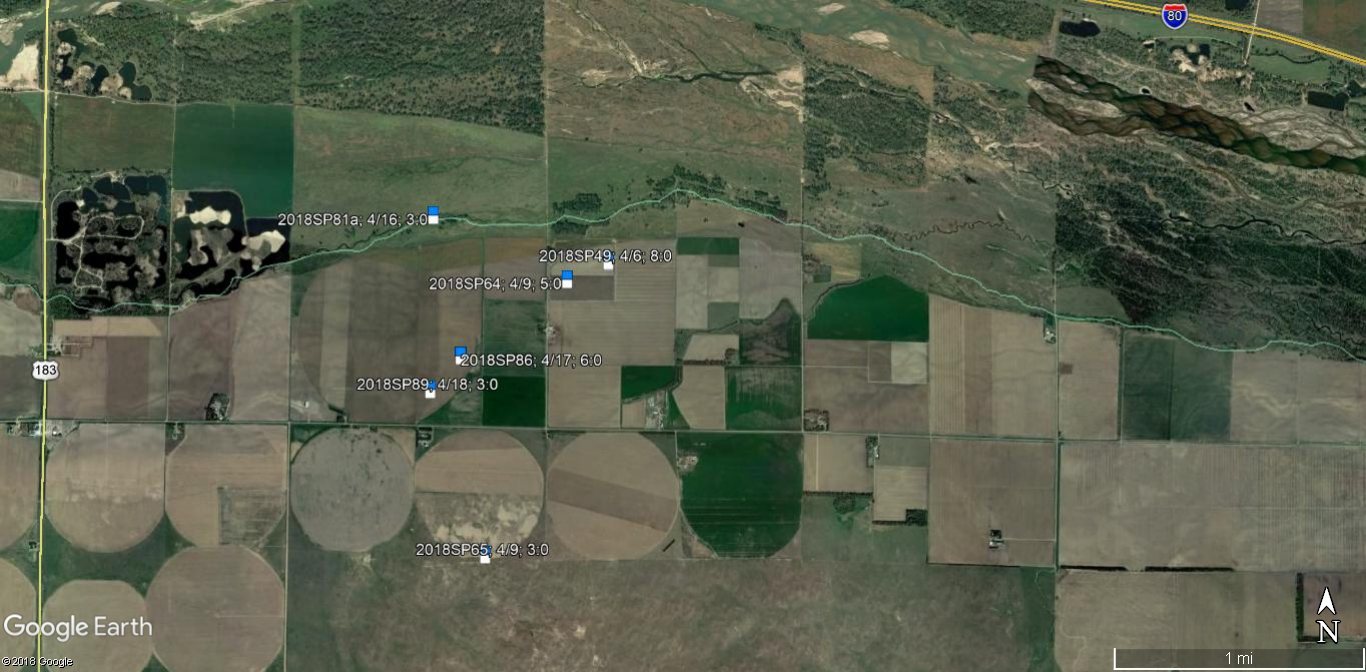 80
2018SP81a; 4/16; 3:0
2018SP49; 4/6; 8:0
2018SP64; 4/9; 5:0
2018SP86; 4/17; 6:0
183
2018SP89; 4/18; 3:0
2018SP65; 4/9; 3:0
Google Earth
N
©2018 Google
1 mi